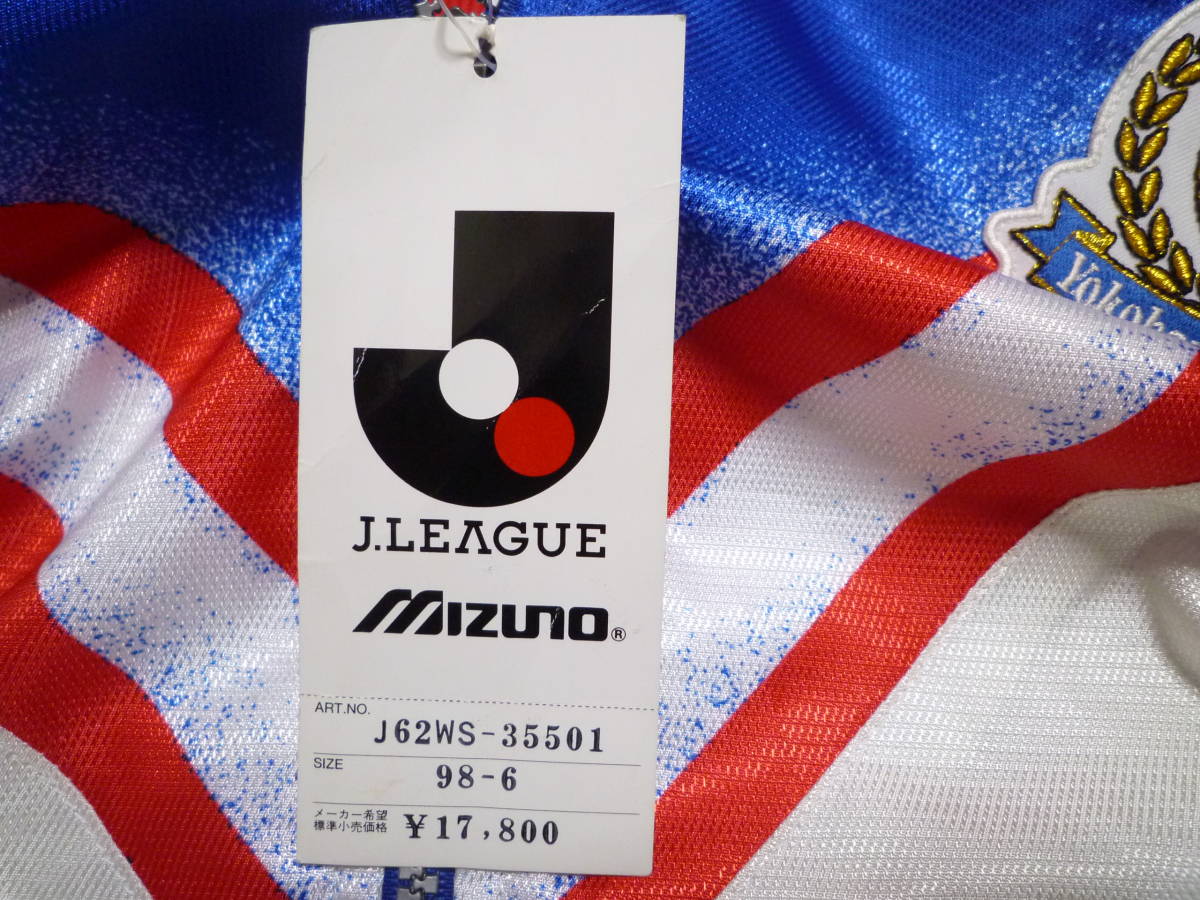 J.LEAGUE
MIZUNO®
ART.NO. J62WS-35501
SIZE 98-6
メーカー希望
標準小売価格 ¥17,800